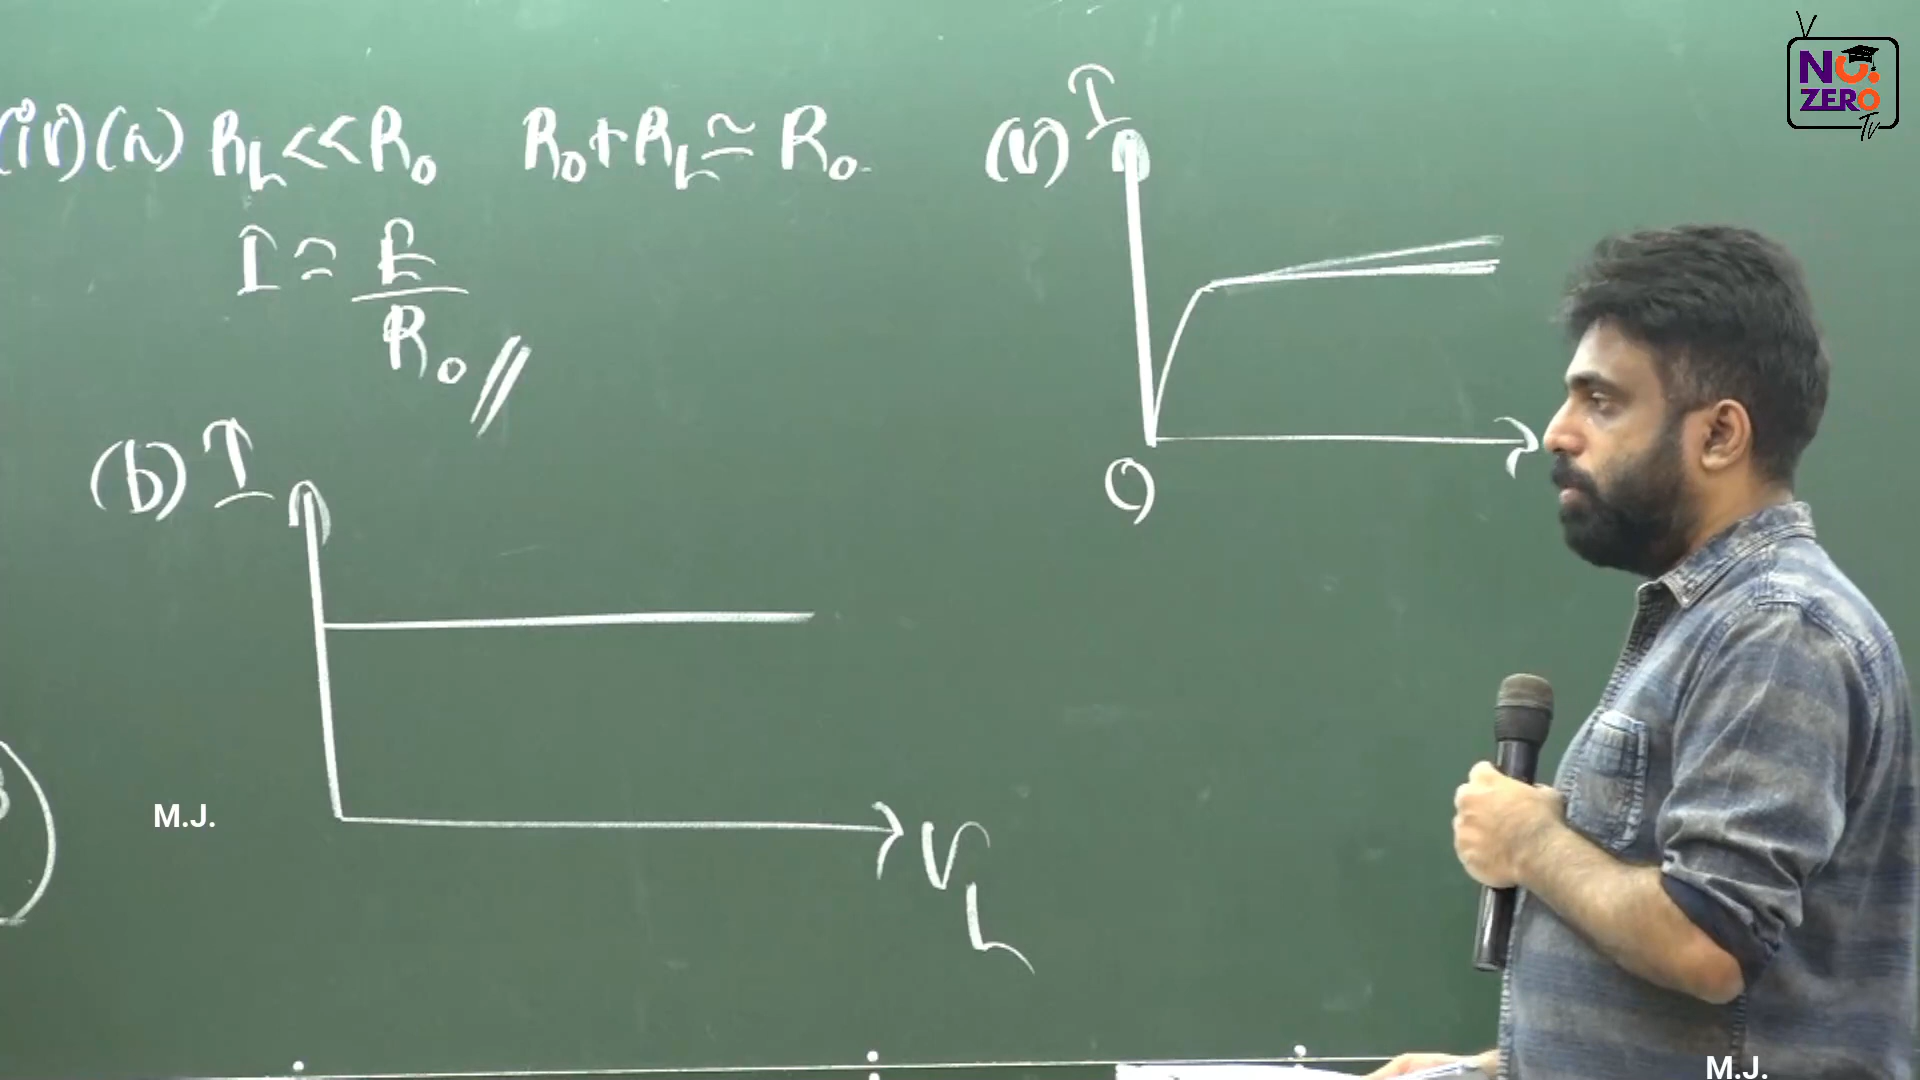 (iv)(a) R_L << R_0   R_0 + R_L ≃ R_0
I ≃ E/R_0 //
(b) I
V_L
(v) I
O
M.J.
M.J.
V
NO.
ZERO
TV